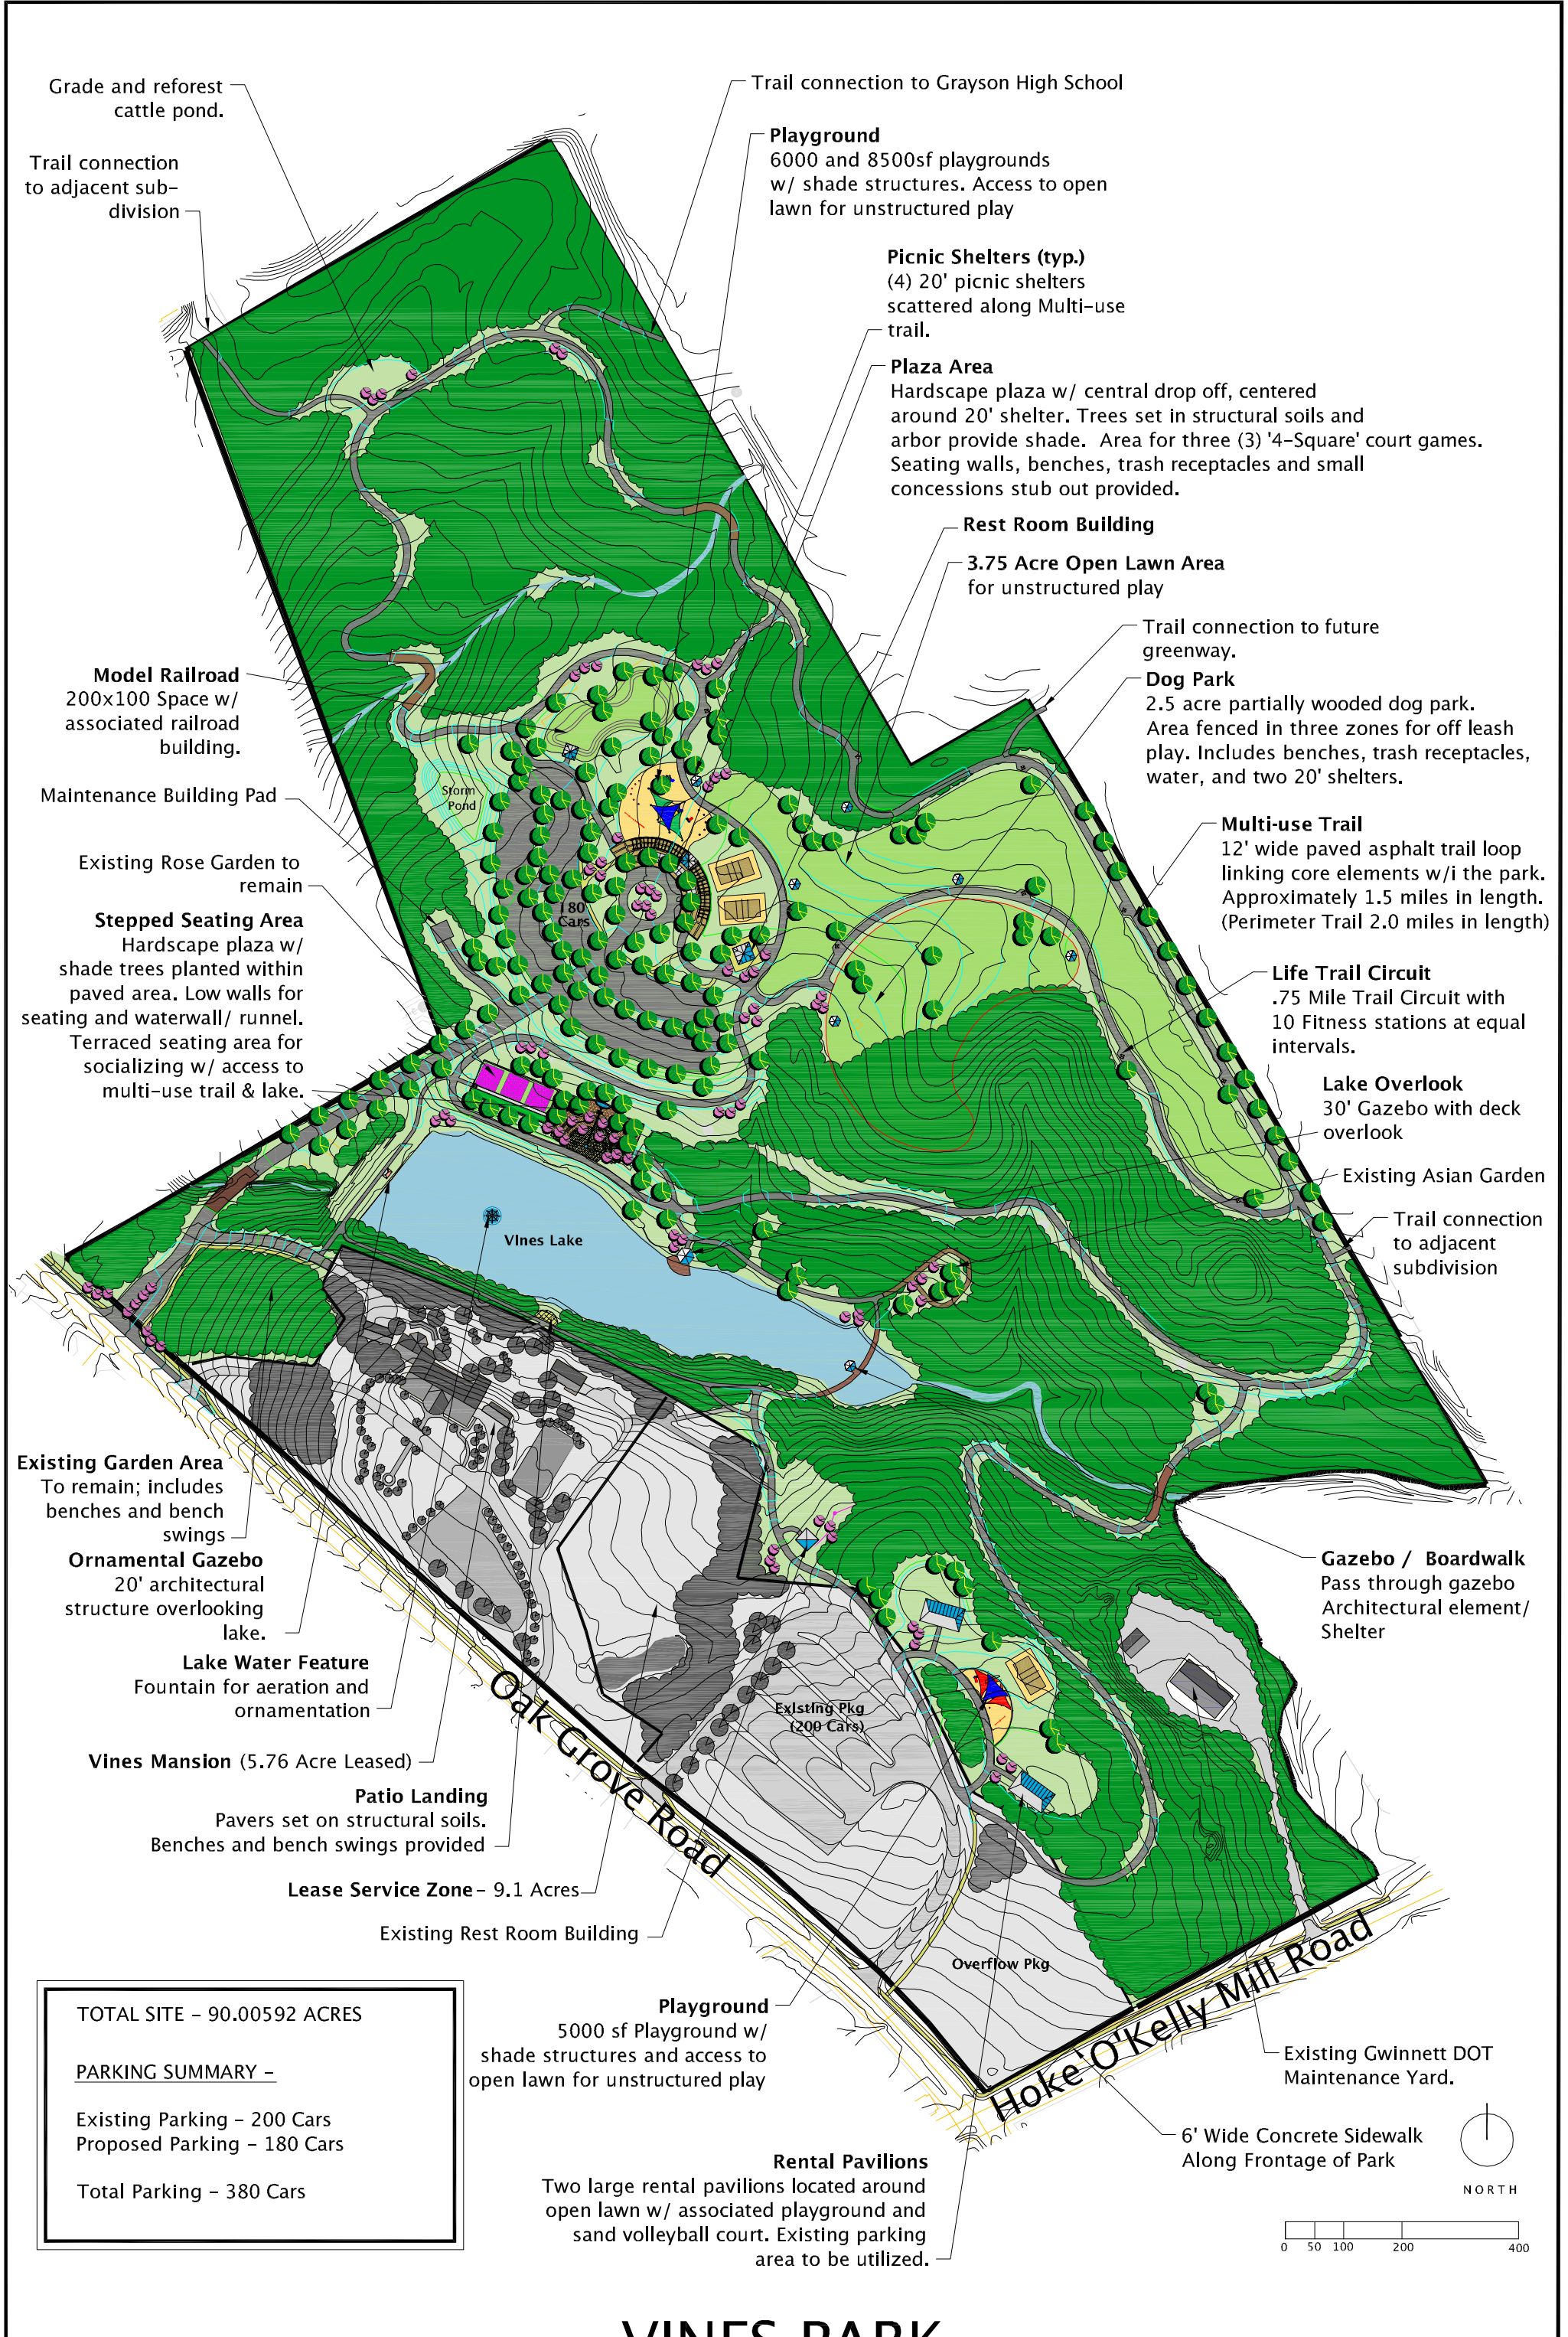 Grade and reforest
cattle pond.
Trail connection
to adjacent sub-
division
Trail connection to Grayson High School
Playground
6000 and 8500sf playgrounds
w/ shade structures. Access to open
lawn for unstructured play
Picnic Shelters (typ.)
(4) 20' picnic shelters
scattered along Multi-use
trail.
Plaza Area
Hardscape plaza w/ central drop off, centered
around 20' shelter. Trees set in structural soils and
arbor provide shade. Area for three (3) '4-Square' court games.
Seating walls, benches, trash receptacles and small
concessions stub out provided.
Rest Room Building
3.75 Acre Open Lawn Area
for unstructured play
Trail connection to future
greenway.
Dog Park
2.5 acre partially wooded dog park.
Area fenced in three zones for off leash
play. Includes benches, trash receptacles,
water, and two 20' shelters.
Model Railroad
200x100 Space w/
associated railroad
building.
Maintenance Building Pad
Existing Rose Garden to
remain
Stepped Seating Area
Hardscape plaza w/
shade trees planted within
paved area. Low walls for
seating and waterwall/ runnel.
Terraced seating area for
socializing w/ access to
multi-use trail & lake.
Storm
Pond
180
Cars
Multi-use Trail
12' wide paved asphalt trail loop
linking core elements w/i the park.
Approximately 1.5 miles in length.
(Perimeter Trail 2.0 miles in length)
Life Trail Circuit
.75 Mile Trail Circuit with
10 Fitness stations at equal
intervals.
Lake Overlook
30' Gazebo with deck
overlook
Existing Asian Garden
Trail connection
to adjacent
subdivision
Vines Lake
Existing Garden Area
To remain; includes
benches and bench
swings
Ornamental Gazebo
20' architectural
structure overlooking
lake.
Lake Water Feature
Fountain for aeration and
ornamentation
Vines Mansion (5.76 Acre Leased)
Patio Landing
Pavers set on structural soils.
Benches and bench swings provided
Lease Service Zone- 9.1 Acres
Existing Rest Room Building
Oak Grove Road
Existing Pkg
(200 Cars)
Gazebo / Boardwalk
Pass through gazebo
Architectural element/
Shelter
Overflow Pkg
Hoke O'Kelly Mill Road
Playground
5000 sf Playground w/
shade structures and access to
open lawn for unstructured play
Existing Gwinnett DOT
Maintenance Yard.
6' Wide Concrete Sidewalk
Along Frontage of Park
Rental Pavilions
Two large rental pavilions located around
open lawn w/ associated playground and
sand volleyball court. Existing parking
area to be utilized.
TOTAL SITE - 90.00592 ACRES
PARKING SUMMARY -
Existing Parking - 200 Cars
Proposed Parking - 180 Cars
Total Parking - 380 Cars
NORTH
0 50 100 200 400
VINES PARK